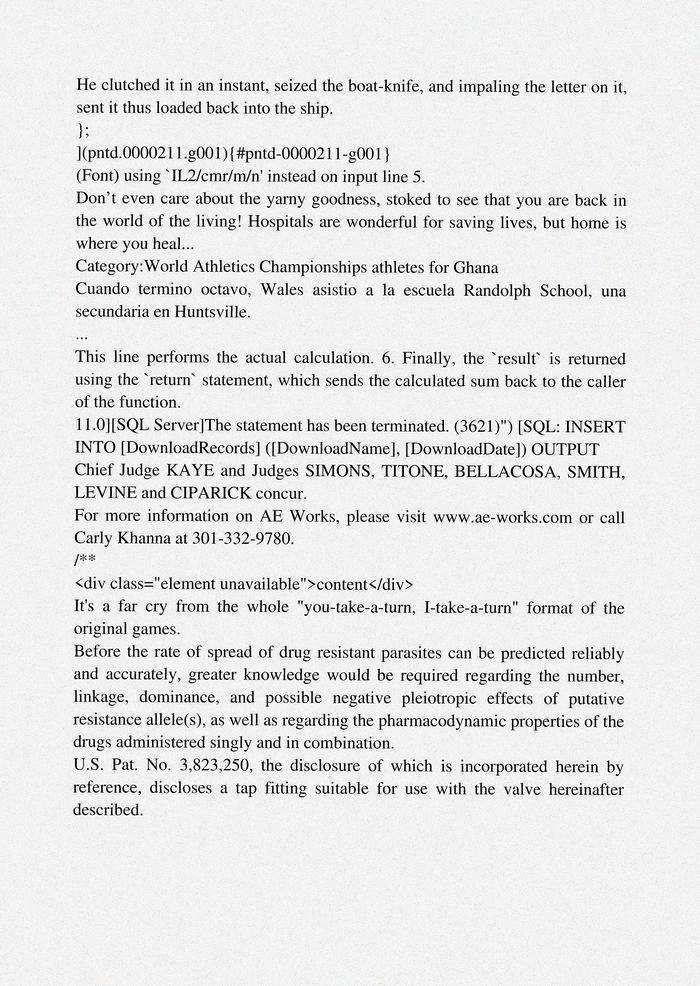 He clutched it in an instant, seized the boat-knife, and impaling the letter on it,
sent it thus loaded back into the ship.
};
](pntd.0000211.g001){#pntd-0000211-g001}
(Font) using `IL2/cmr/m/n' instead on input line 5.
Don’t even care about the yarny goodness, stoked to see that you are back in
the world of the living! Hospitals are wonderful for saving lives, but home is
where you heal...
Category:World Athletics Championships athletes for Ghana
Cuando termino octavo, Wales asistio a la escuela Randolph School, una
secundaria en Huntsville.
...
This line performs the actual calculation. 6. Finally, the `result` is returned
using the `return` statement, which sends the calculated sum back to the caller
of the function.
11.0][SQL Server]The statement has been terminated. (3621)") [SQL: INSERT
INTO [DownloadRecords] ([DownloadName], [DownloadDate]) OUTPUT
Chief Judge KAYE and Judges SIMONS, TITONE, BELLACOSA, SMITH,
LEVINE and CIPARICK concur.
For more information on AE Works, please visit www.ae-works.com or call
Carly Khanna at 301-332-9780.
/**
<div class="element unavailable">content</div>
It's a far cry from the whole "you-take-a-turn, I-take-a-turn" format of the
original games.
Before the rate of spread of drug resistant parasites can be predicted reliably
and accurately, greater knowledge would be required regarding the number,
linkage, dominance, and possible negative pleiotropic effects of putative
resistance allele(s), as well as regarding the pharmacodynamic properties of the
drugs administered singly and in combination.
U.S. Pat. No. 3,823,250, the disclosure of which is incorporated herein by
reference, discloses a tap fitting suitable for use with the valve hereinafter
described.